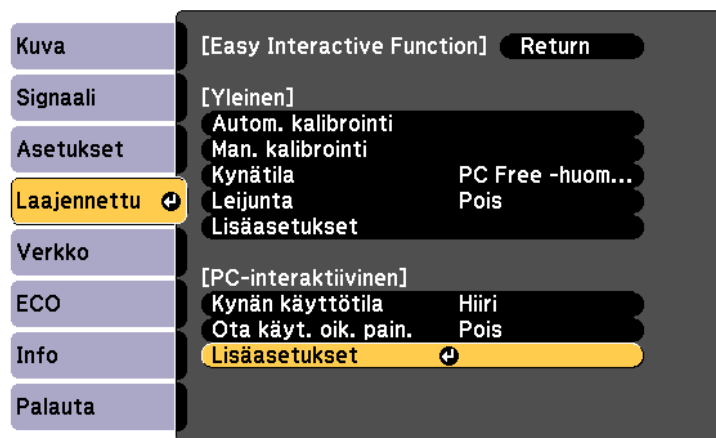 Kuva
Signaali
Asetukset
Laajennettu
Verkko
ECO
Info
Palauta
[Easy Interactive Function] Return
[Yleinen]
Autom. kalibrointi
Man. kalibrointi
Kynätila PC Free -huom...
Leijunta Pois
Lisäasetukset
[PC-interaktiivinen]
Kynän käyttötila Hiiri
Ota käyt. oik. pain. Pois
Lisäasetukset